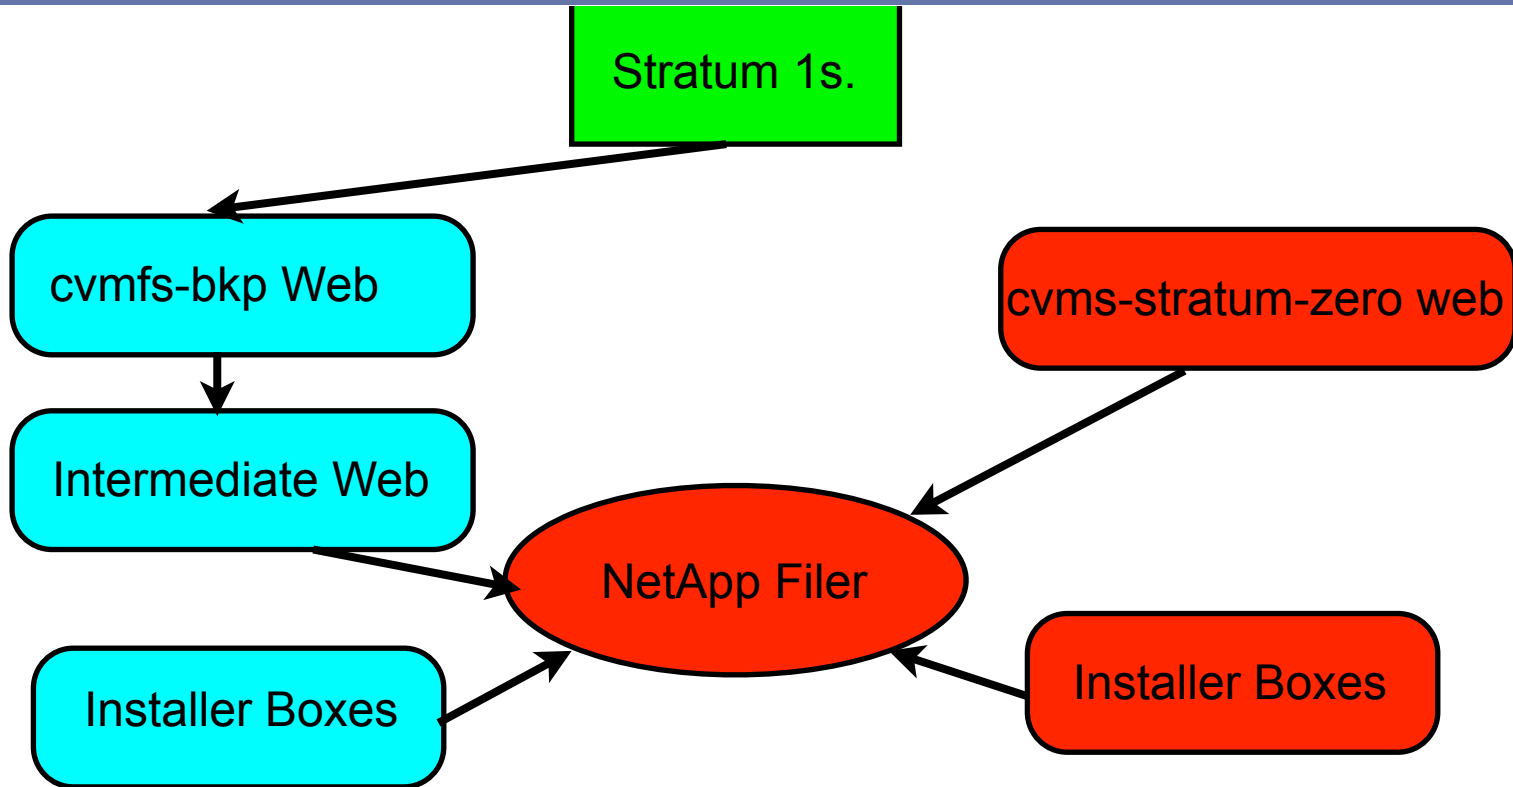 Stratum 1s.
cvmfs-bkp Web
cvms-stratum-zero web
Intermediate Web
NetApp Filer
Installer Boxes
Installer Boxes